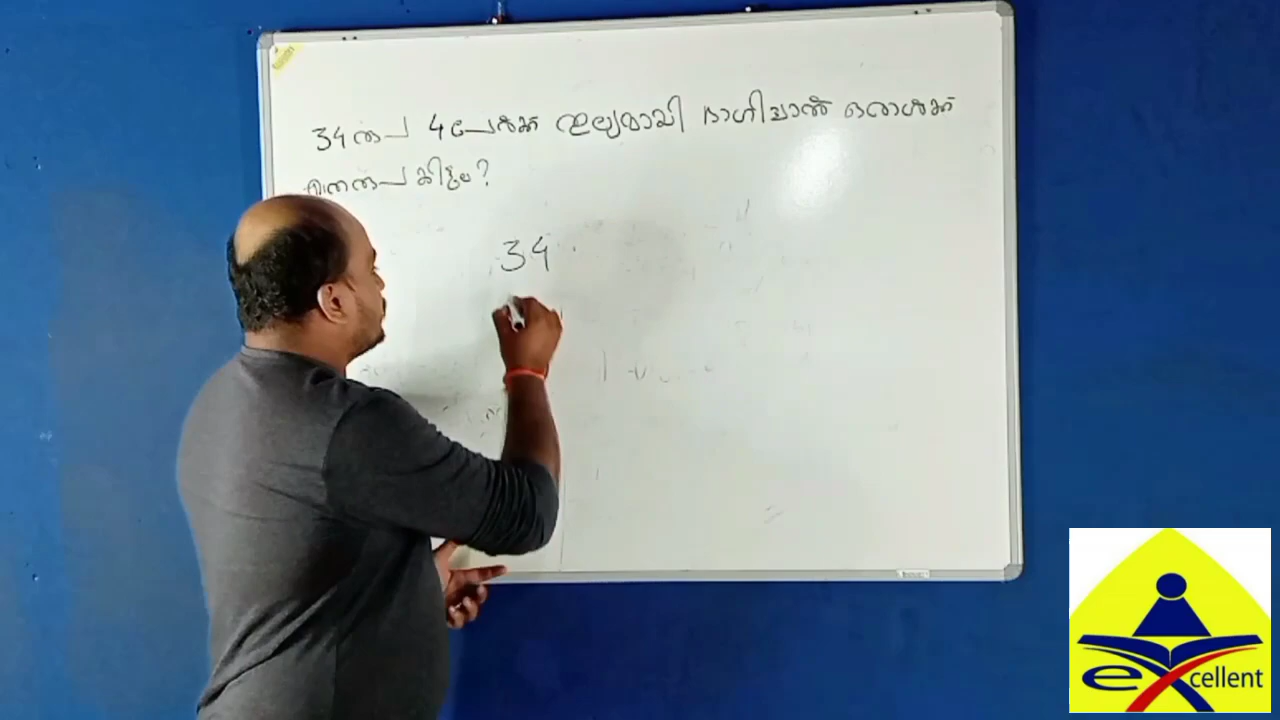 34 രൂപ 4 പേർക്ക് തുല്യമായി ഭാഗിച്ചാൽ ഒരാൾക്ക്
എത്ര രൂപ കിട്ടും?
34
excellent